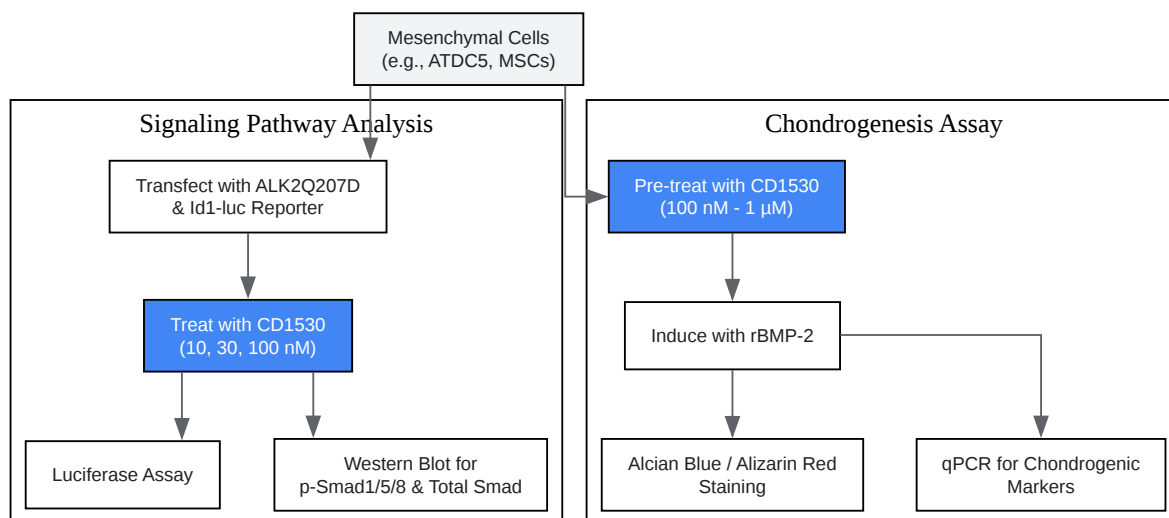 Mesenchymal Cells
(e.g., ATDC5, MSCs)
Signaling Pathway Analysis
Transfect with ALK2Q207D
& Id1-luc Reporter
Treat with CD1530
(10, 30, 100 nM)
Luciferase Assay
Western Blot for
p-Smad1/5/8 & Total Smad
Chondrogenesis Assay
Pre-treat with CD1530
(100 nM - 1 µM)
Induce with rBMP-2
Alcian Blue / Alizarin Red
Staining
qPCR for Chondrogenic
Markers